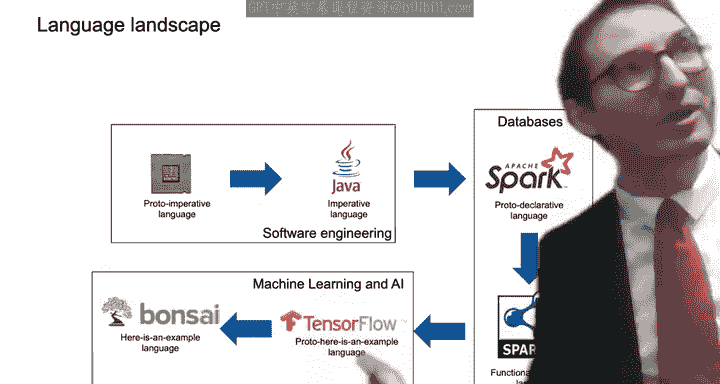 Language landscape
Databases
APACHE
Spark
Proto-declarative
language
Java
Proto-imperative
language
Imperative
language
Software engineering
Machine Learning and AI
bonsai
Here-is-an-example
language
TensorFlow
Proto-here-is-an-example
language
SPAR
Functiona